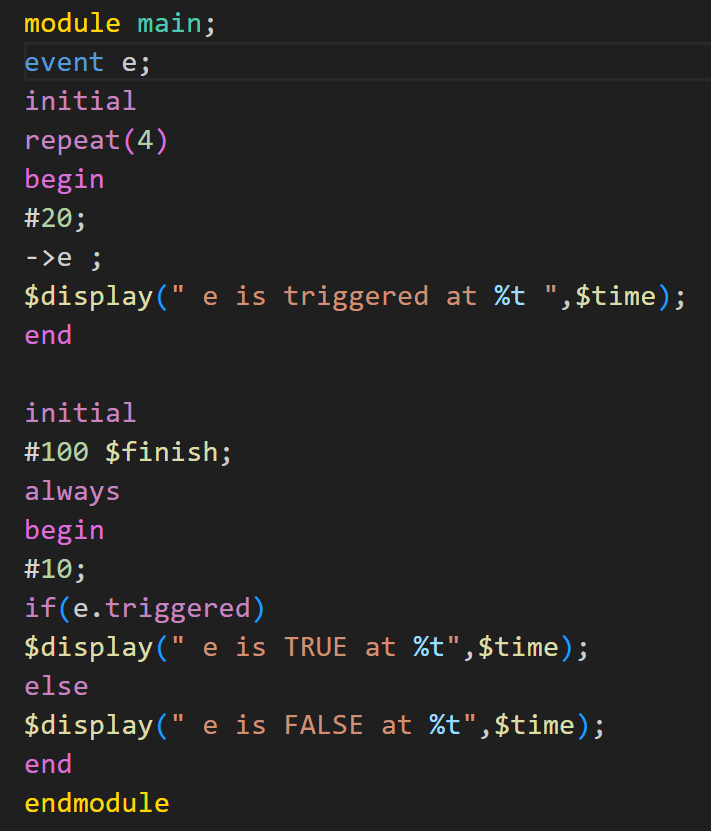 module main;
event e;
initial
repeat(4)
begin
#20;
->e ;
$display(" e is triggered at %t ",$time);
end
initial
#100 $finish;
always
begin
#10;
if(e.triggered)
$display(" e is TRUE at %t",$time);
else
$display(" e is FALSE at %t",$time);
end
endmodule